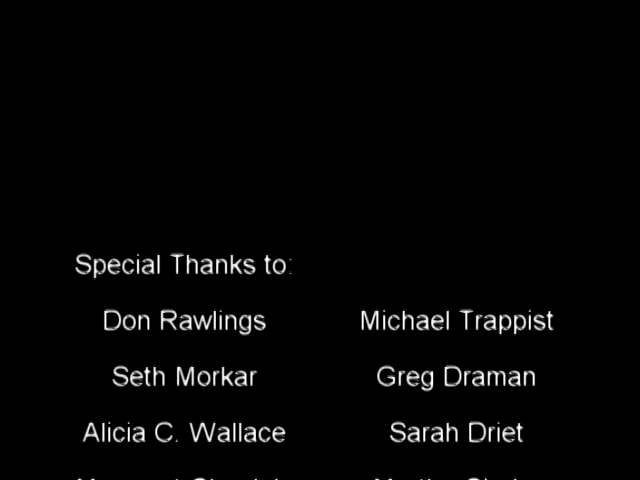 Special Thanks to:
Don Rawlings Michael Trappist
Seth Morkar Greg Draman
Alicia C. Wallace Sarah Driet